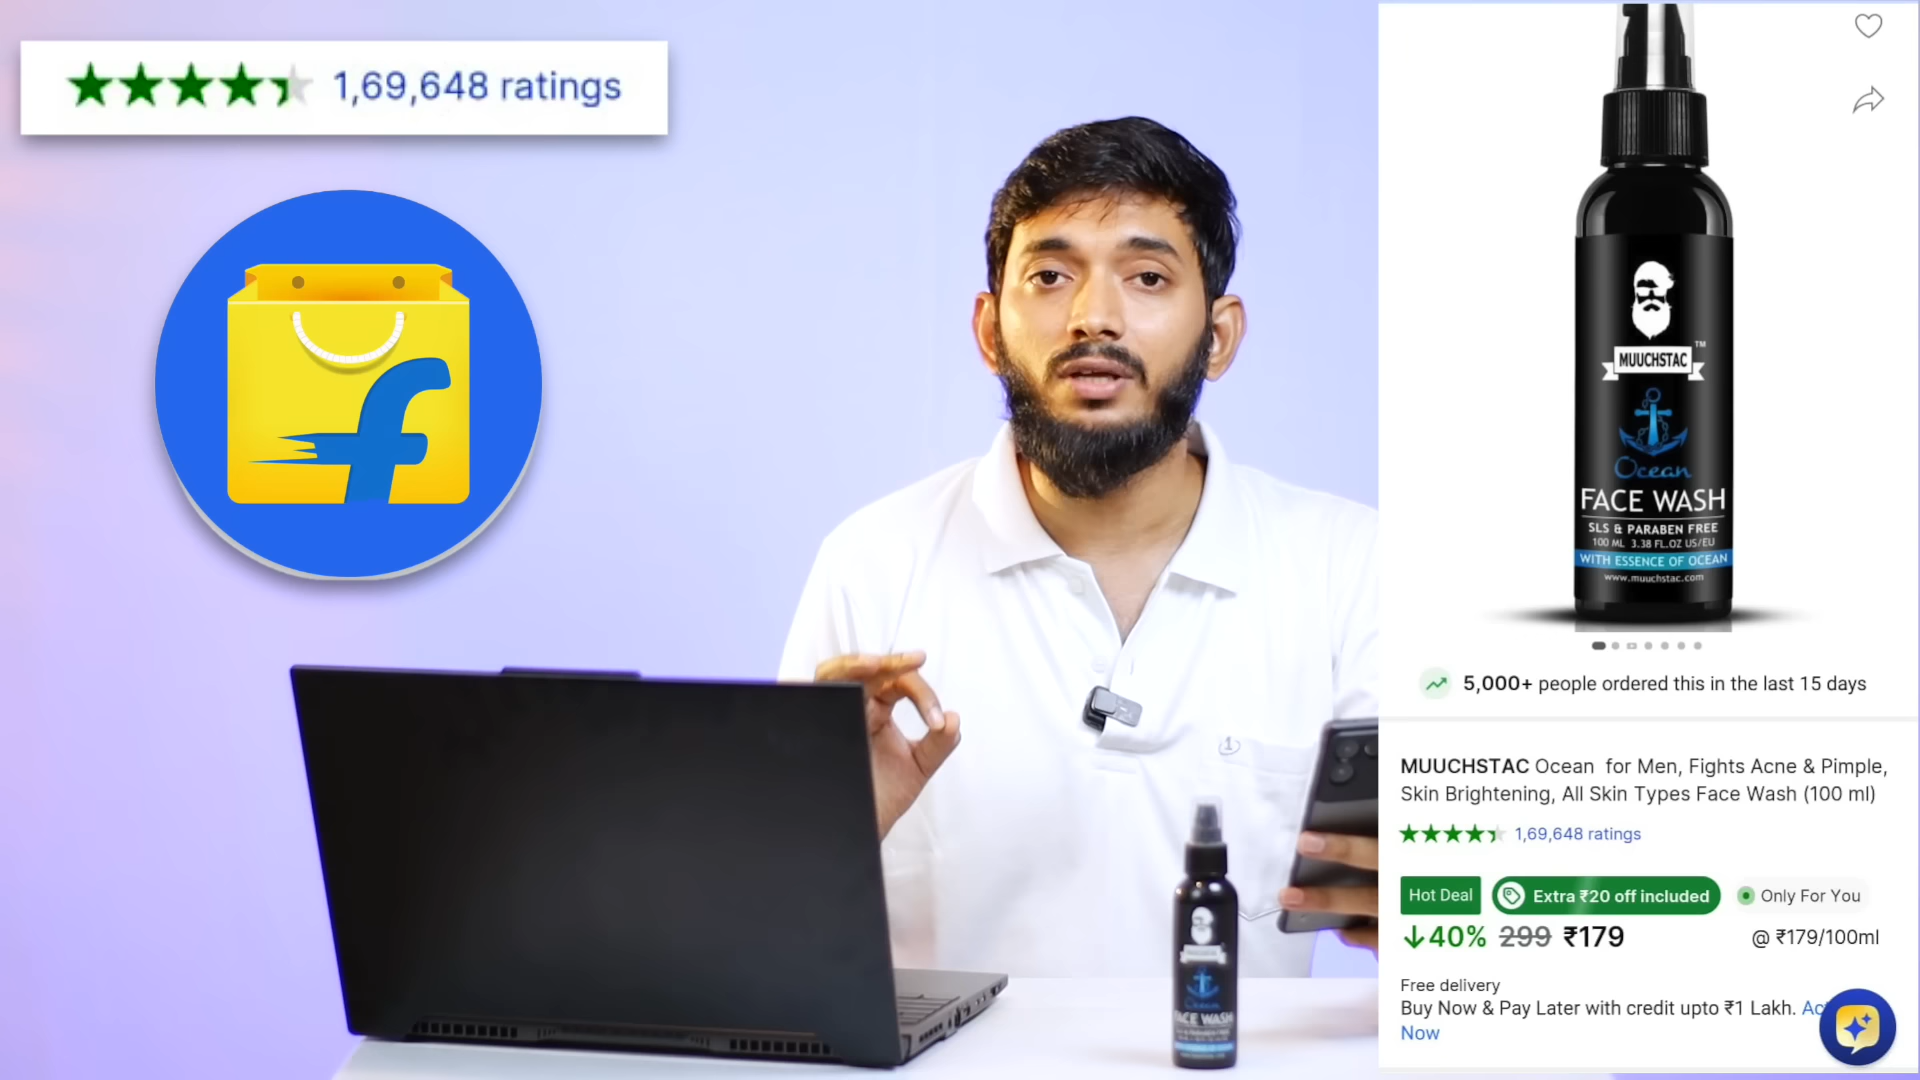 1,69,648 ratings
f
MUUCHSTAC
TM
Ocean
FACE WASH
SLS & PARABEN FREE
100 ML 3.38 FL.OZ US/EU
WITH ESSENCE OF OCEAN
www.muuchstac.com
5,000+ people ordered this in the last 15 days
MUUCHSTAC Ocean for Men, Fights Acne & Pimple,
Skin Brightening, All Skin Types Face Wash (100 ml)
1,69,648 ratings
Hot Deal
Extra ₹20 off included
Only For You
↓40% 299 ₹179
@ ₹179/100ml
Free delivery
Buy Now & Pay Later with credit upto ₹1 Lakh.
Now
Ocean
FACE WASH